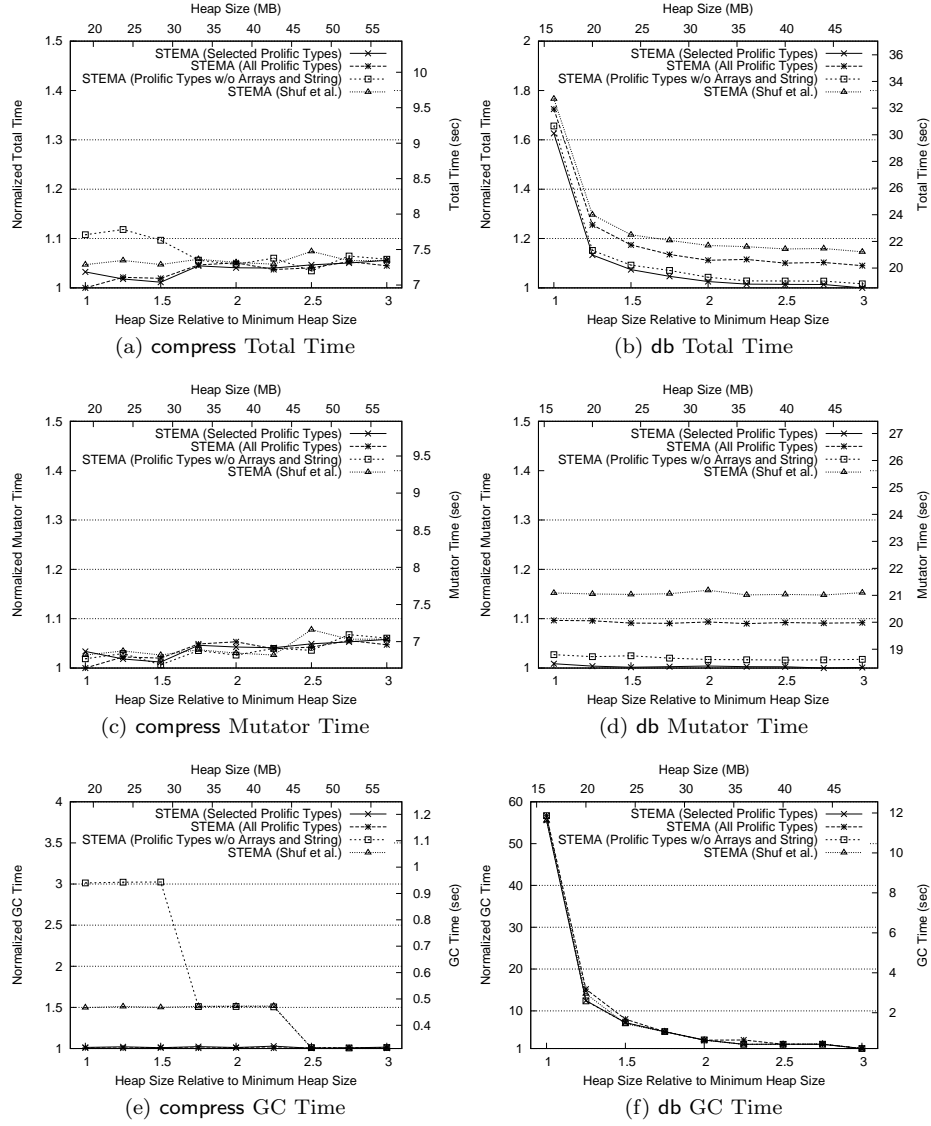 Heap Size (MB)
20 25 30 35 40 45 50 55
1.5
1.4
1.3
1.2
1.1
1
Normalized Total Time
STEMA (Selected Prolific Types)
STEMA (All Prolific Types)
STEMA (Prolific Types w/o Arrays and String)
STEMA (Shuf et al.)
10
9.5
9
8.5
8
7.5
7
Total Time (sec)
1 1.5 2 2.5 3
Heap Size Relative to Minimum Heap Size
(a) compress Total Time
Heap Size (MB)
15 20 25 30 35 40 45
2
1.8
1.6
1.4
1.2
1
Normalized Total Time
STEMA (Selected Prolific Types)
STEMA (All Prolific Types)
STEMA (Prolific Types w/o Arrays and String)
STEMA (Shuf et al.)
36
34
32
30
28
26
24
22
20
Total Time (sec)
1 1.5 2 2.5 3
Heap Size Relative to Minimum Heap Size
(b) db Total Time
Heap Size (MB)
20 25 30 35 40 45 50 55
1.5
1.4
1.3
1.2
1.1
1
Normalized Mutator Time
STEMA (Selected Prolific Types)
STEMA (All Prolific Types)
STEMA (Prolific Types w/o Arrays and String)
STEMA (Shuf et al.)
9.5
9
8.5
8
7.5
7
Mutator Time (sec)
1 1.5 2 2.5 3
Heap Size Relative to Minimum Heap Size
(c) compress Mutator Time
Heap Size (MB)
15 20 25 30 35 40 45
1.5
1.4
1.3
1.2
1.1
1
Normalized Mutator Time
STEMA (Selected Prolific Types)
STEMA (All Prolific Types)
STEMA (Prolific Types w/o Arrays and String)
STEMA (Shuf et al.)
27
26
25
24
23
22
21
20
19
Mutator Time (sec)
1 1.5 2 2.5 3
Heap Size Relative to Minimum Heap Size
(d) db Mutator Time
Heap Size (MB)
20 25 30 35 40 45 50 55
4
3.5
3
2.5
2
1.5
1
Normalized GC Time
STEMA (Selected Prolific Types)
STEMA (All Prolific Types)
STEMA (Prolific Types w/o Arrays and String)
STEMA (Shuf et al.)
1.2
1.1
1
0.9
0.8
0.7
0.6
0.5
0.4
GC Time (sec)
1 1.5 2 2.5 3
Heap Size Relative to Minimum Heap Size
(e) compress GC Time
Heap Size (MB)
15 20 25 30 35 40 45
60
50
40
30
20
10
1
Normalized GC Time
STEMA (Selected Prolific Types)
STEMA (All Prolific Types)
STEMA (Prolific Types w/o Arrays and String)
STEMA (Shuf et al.)
12
10
8
6
4
2
GC Time (sec)
1 1.5 2 2.5 3
Heap Size Relative to Minimum Heap Size
(f) db GC Time